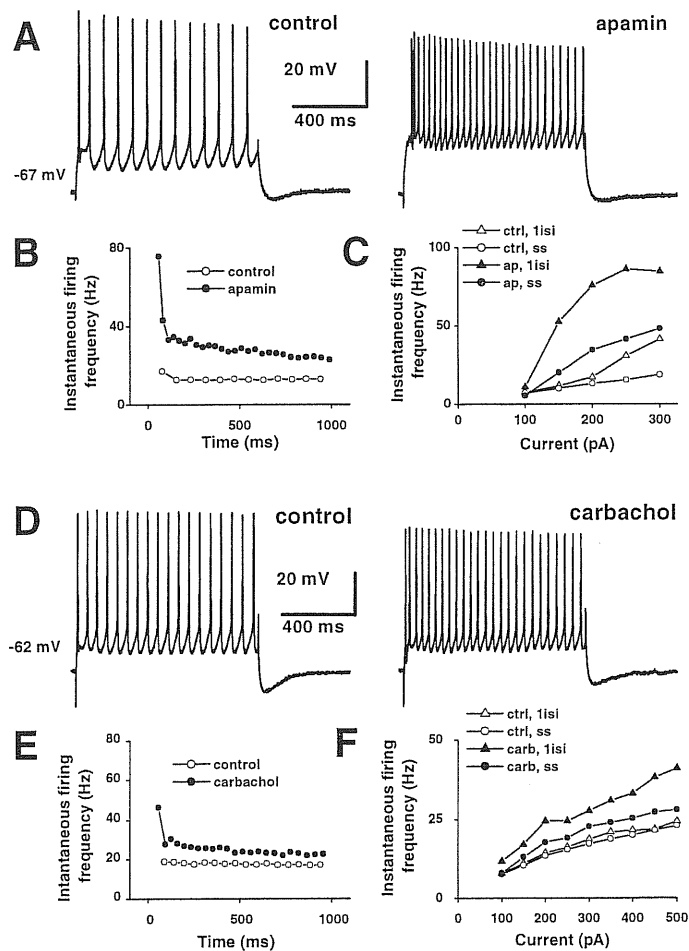 A
control
apamin
20 mV
400 ms
-67 mV
B
Instantaneous firing
frequency (Hz)
80
40
0
control
apamin
0
500
1000
Time (ms)
C
Instantaneous firing
frequency (Hz)
ctrl, 1isi
ctrl, ss
ap, 1isi
ap, ss
100
50
0
0
100
200
300
Current (pA)
D
control
carbachol
20 mV
400 ms
-62 mV
E
Intantaneous firing
frequency (Hz)
80
60
40
20
0
control
carbachol
0
500
1000
Time (ms)
F
Instantaneous firing
frequency (Hz)
ctrl, 1isi
ctrl, ss
carb, 1isi
carb, ss
50
25
0
0
100
200
300
400
500
Current (pA)